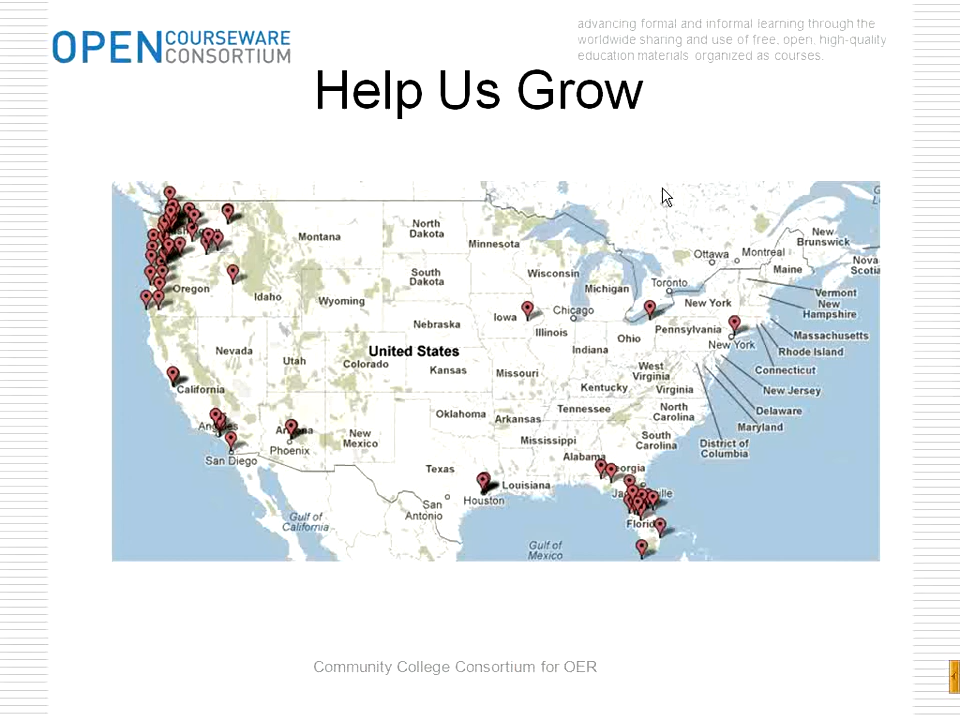 OPEN COURSEWARE CONSORTIUM
advancing formal and informal learning through the
worldwide sharing and use of free, open, high-quality
education materials organized as courses.
Help Us Grow
North Dakota
Montana
Minnesota
Ottawa
Montreal
New Brunswick
Nova Scotia
Maine
Oregon
Idaho
Wyoming
South Dakota
Wisconsin
Michigan
Toronto
New York
Vermont
New Hampshire
Massachusetts
Rhode Island
Connecticut
New Jersey
Delaware
Maryland
District of Columbia
Nevada
Utah
Colorado
Nebraska
Iowa
Chicago
Illinois
Indiana
Ohio
Pennsylvania
New York
United States
Kansas
Missouri
West Virginia
Virginia
Kentucky
California
Oklahoma
Arkansas
Tennessee
North Carolina
South Carolina
Phoenix
New Mexico
Mississippi
Alabama
San Diego
Texas
Louisiana
Houston
San Antonio
Gulf of California
Gulf of Mexico
Community College Consortium for OER